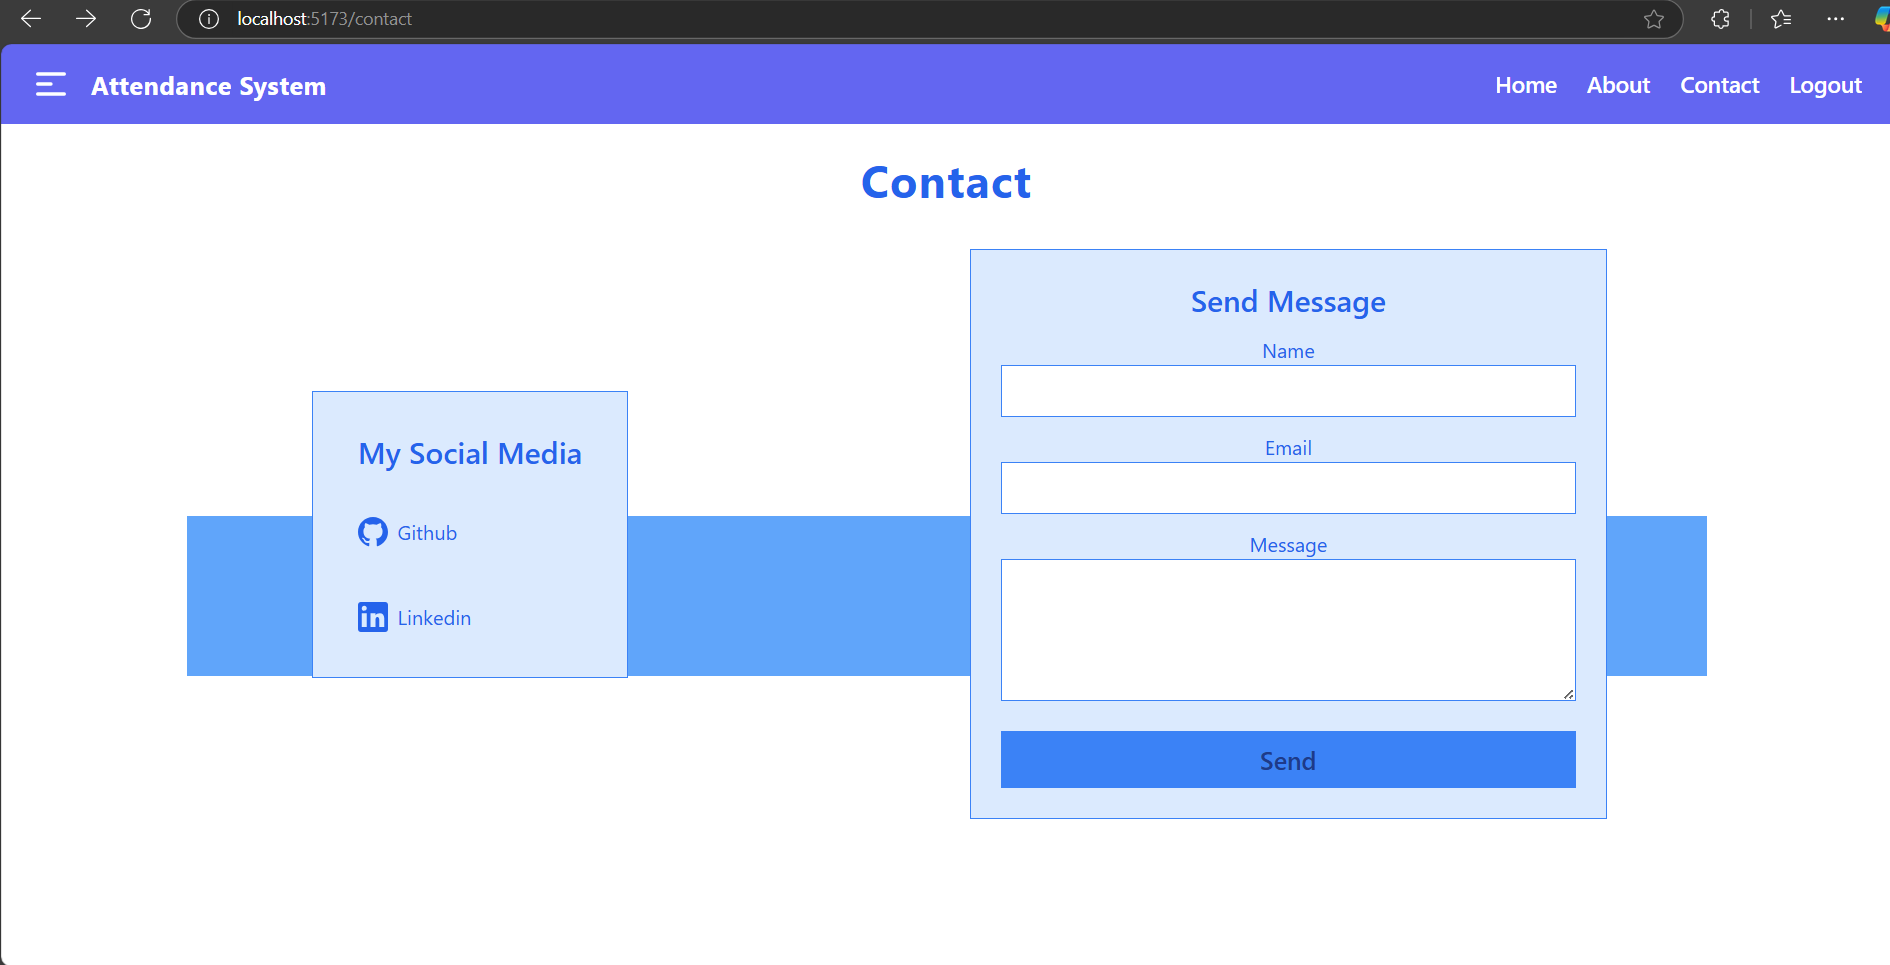 localhost:5173/contact
Attendance System
Home About Contact Logout
Contact
My Social Media
Github
Linkedin
Send Message
Name
Email
Message
Send